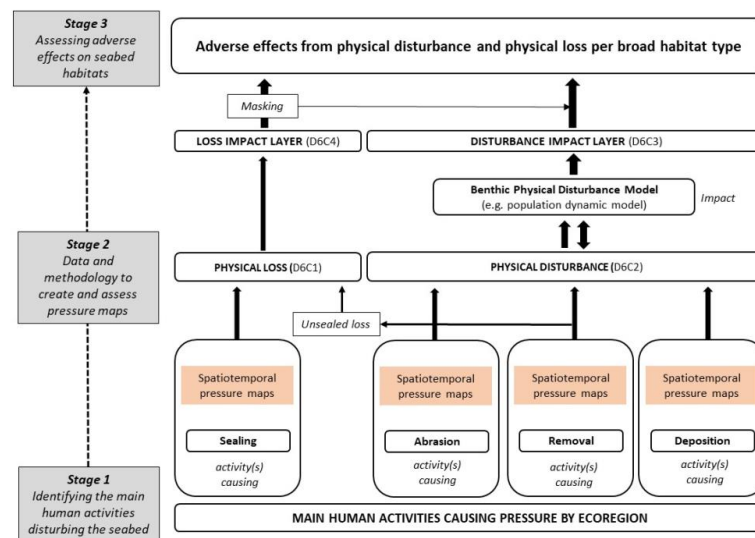 Stage 3
Assessing adverse
effects on seabed
habitats
Adverse effects from physical disturbance and physical loss per broad habitat type
Masking
LOSS IMPACT LAYER (D6C4)
DISTURBANCE IMPACT LAYER (D6C3)
Benthic Physical Disturbance Model
(e.g. population dynamic model)
Impact
Stage 2
Data and
methodology to
create and assess
pressure maps
PHYSICAL LOSS (D6C1)
PHYSICAL DISTURBANCE (D6C2)
Unsealed loss
Spatiotemporal
pressure maps
Sealing
activity(s)
causing
Spatiotemporal
pressure maps
Abrasion
activity(s)
causing
Spatiotemporal
pressure maps
Removal
activity(s)
causing
Spatiotemporal
pressure maps
Deposition
activity(s)
causing
Stage 1
Identifying the main
human activities
disturbing the seabed
MAIN HUMAN ACTIVITIES CAUSING PRESSURE BY ECOREGION